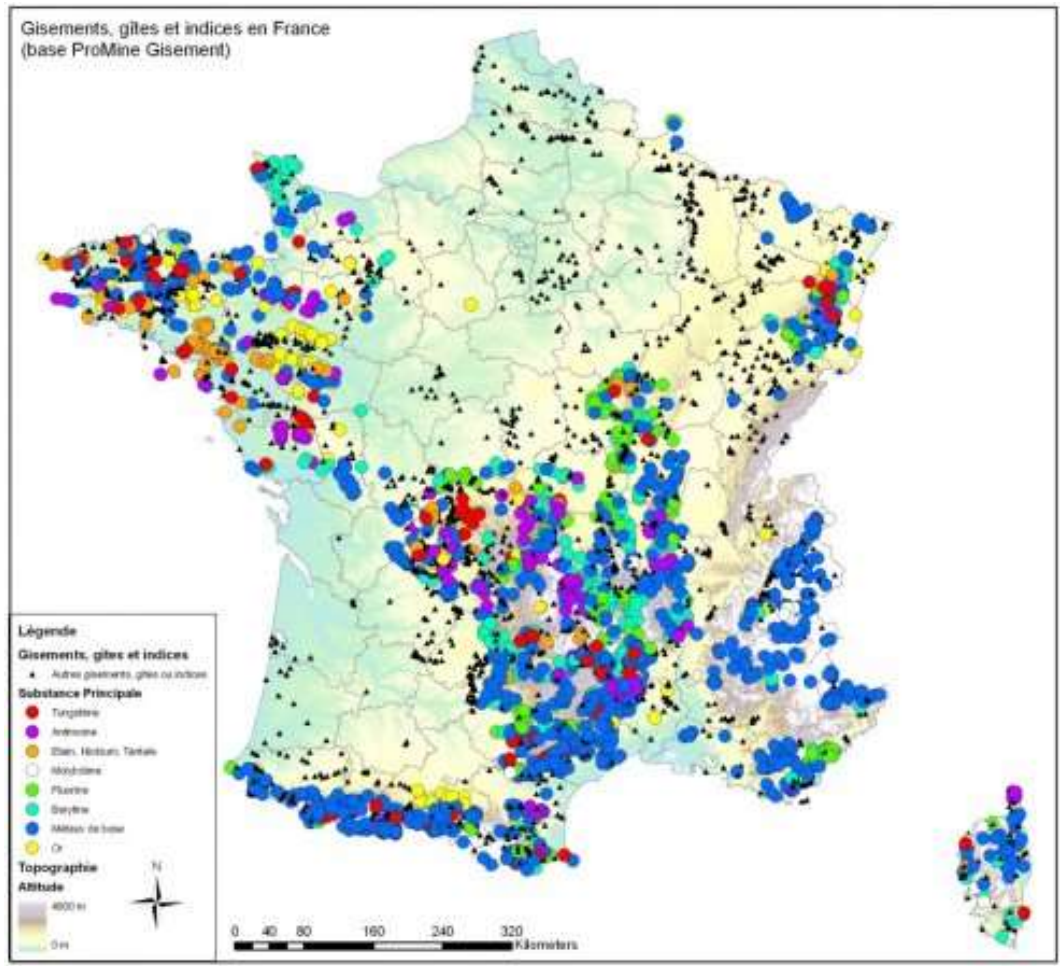 Gisements, gîtes et indices en France
(base ProMine Gisement)
Légende
Gisements, gîtes et indices
Autres gisements, gîtes ou indices
Substance Principale
Tungstène
Antimoine
Etain, Niobium, Tantale
Molybdène
Fluorine
Barytine
Métaux de base
Or
Topographie
Altitude
4800 m
0 m
N
0 40 80 160 240 320
Kilometers